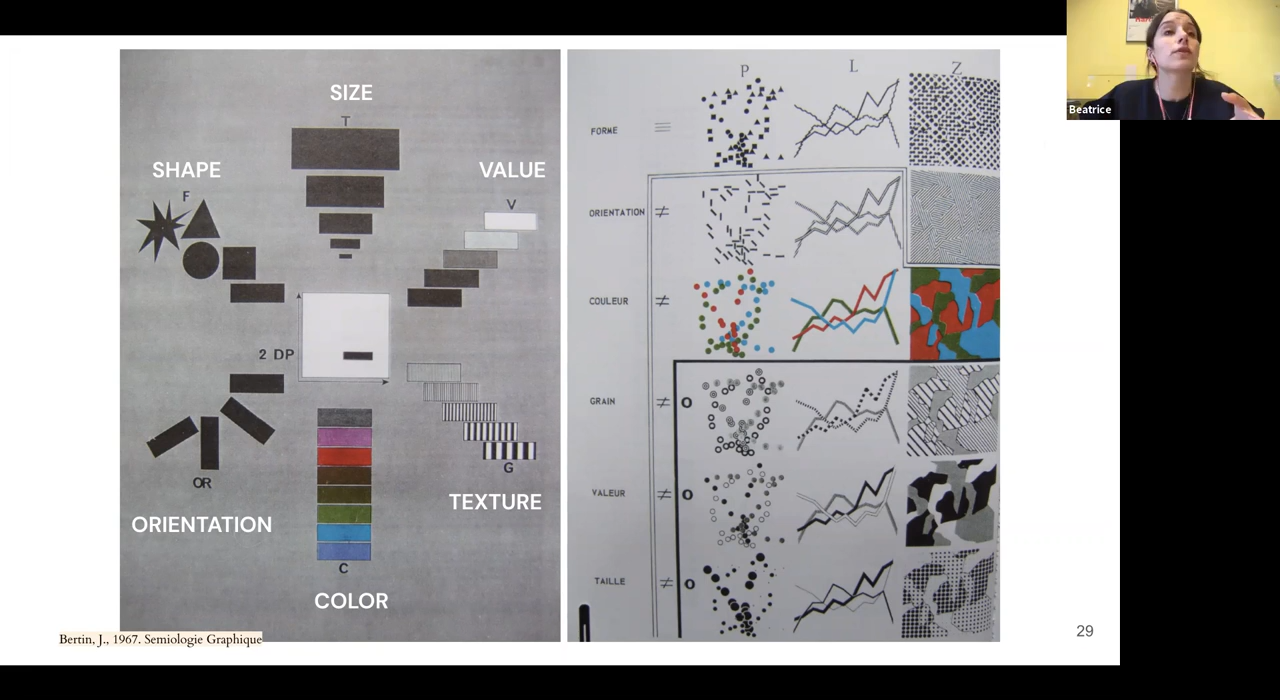 SIZE
T
SHAPE
F
VALUE
V
2 DP
OR
ORIENTATION
G
TEXTURE
C
COLOR
P L Z
FORME ≡
ORIENTATION ≠
COULEUR ≠
GRAIN ≠ O
VALEUR ≠ O
TAILLE ≠ O
Bertin, J., 1967. Semiologie Graphique
29
Beatrice